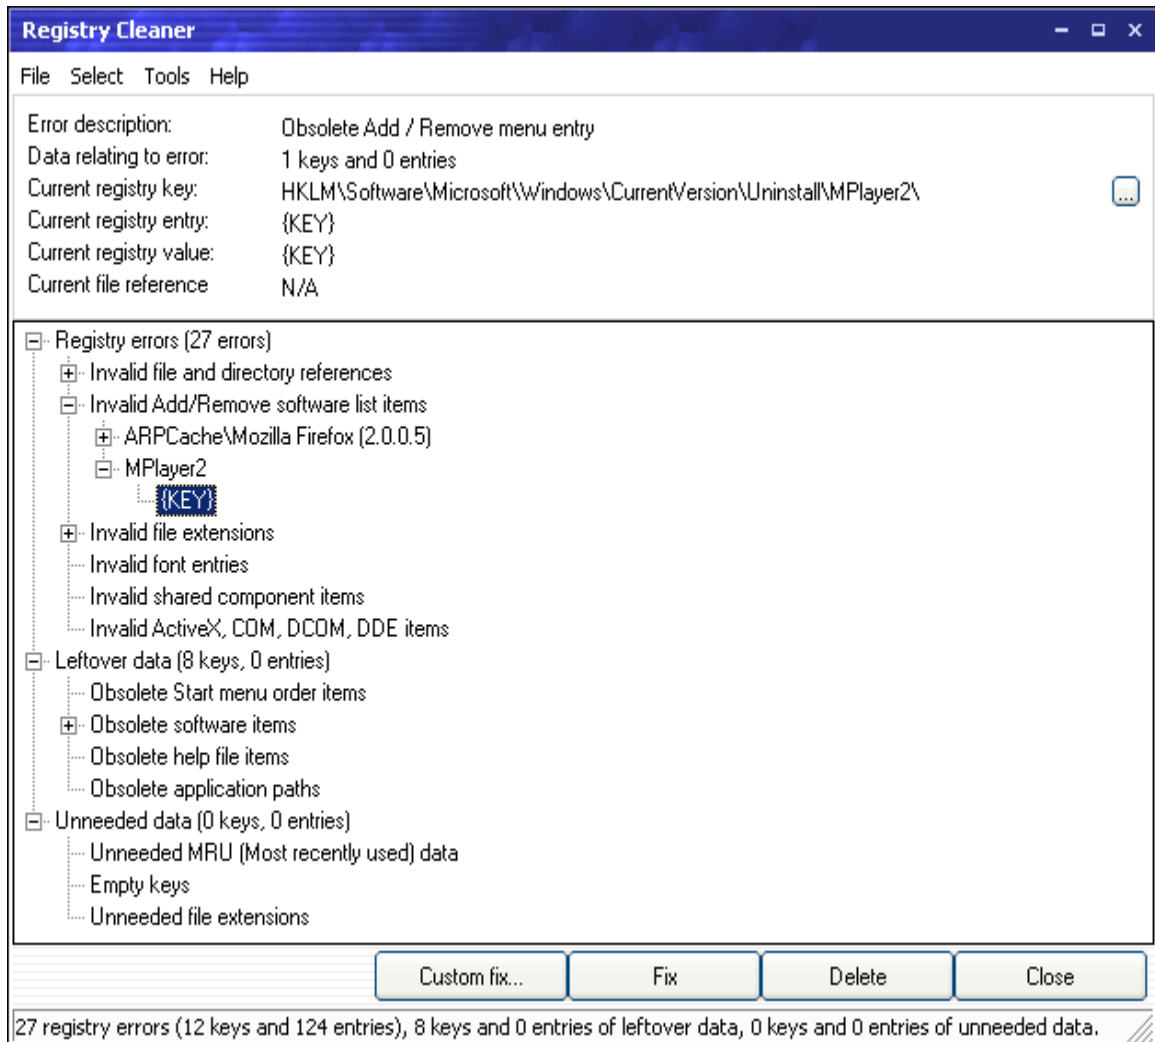 Registry Cleaner
File Select Tools Help
Error description: Obsolete Add / Remove menu entry
Data relating to error: 1 keys and 0 entries
Current registry key: HKLM\Software\Microsoft\Windows\CurrentVersion\Uninstall\MPlayer2\ ...
Current registry entry: {KEY}
Current registry value: {KEY}
Current file reference N/A
Registry errors (27 errors)
Invalid file and directory references
Invalid Add/Remove software list items
ARPCache\Mozilla Firefox (2.0.0.5)
MPlayer2
{KEY}
Invalid file extensions
Invalid font entries
Invalid shared component items
Invalid ActiveX, COM, DCOM, DDE items
Leftover data (8 keys, 0 entries)
Obsolete Start menu order items
Obsolete software items
Obsolete help file items
Obsolete application paths
Unneeded data (0 keys, 0 entries)
Unneeded MRU (Most recently used) data
Empty keys
Unneeded file extensions
Custom fix... Fix Delete Close
27 registry errors (12 keys and 124 entries), 8 keys and 0 entries of leftover data, 0 keys and 0 entries of unneeded data.